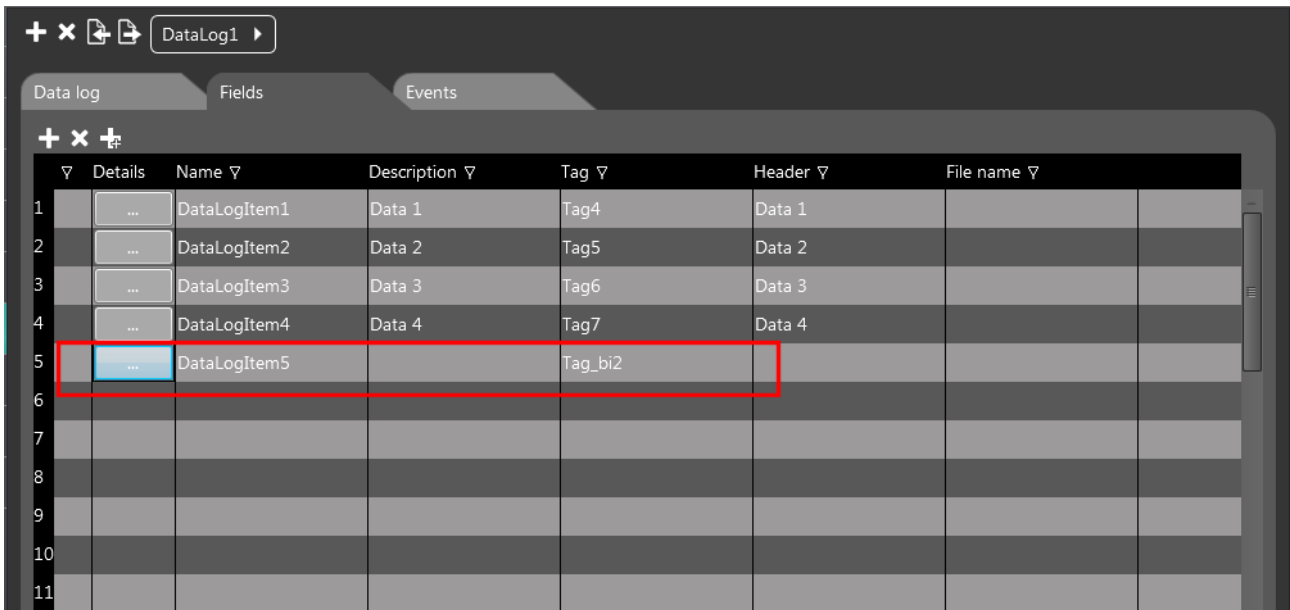 DataLog1
Data log Fields Events
Details Name Description Tag Header File name
1 ... DataLogItem1 Data 1 Tag4 Data 1
2 ... DataLogItem2 Data 2 Tag5 Data 2
3 ... DataLogItem3 Data 3 Tag6 Data 3
4 ... DataLogItem4 Data 4 Tag7 Data 4
5 ... DataLogItem5 Tag_bi2
6
7
8
9
10
11